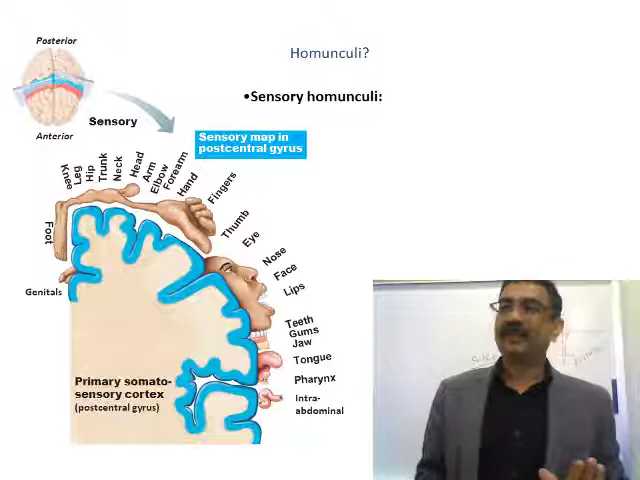 Posterior
Homunculi?
•Sensory homunculi:
Anterior
Sensory
Sensory map in
postcentral gyrus
Knee
Leg
Hip
Trunk
Neck
Head
Arm
Elbow
Forearm
Hand
Fingers
Thumb
Eye
Nose
Face
Lips
Foot
Genitals
Teeth
Gums
Jaw
Tongue
Pharynx
Intra-
abdominal
Primary somato-
sensory cortex
(postcentral gyrus)